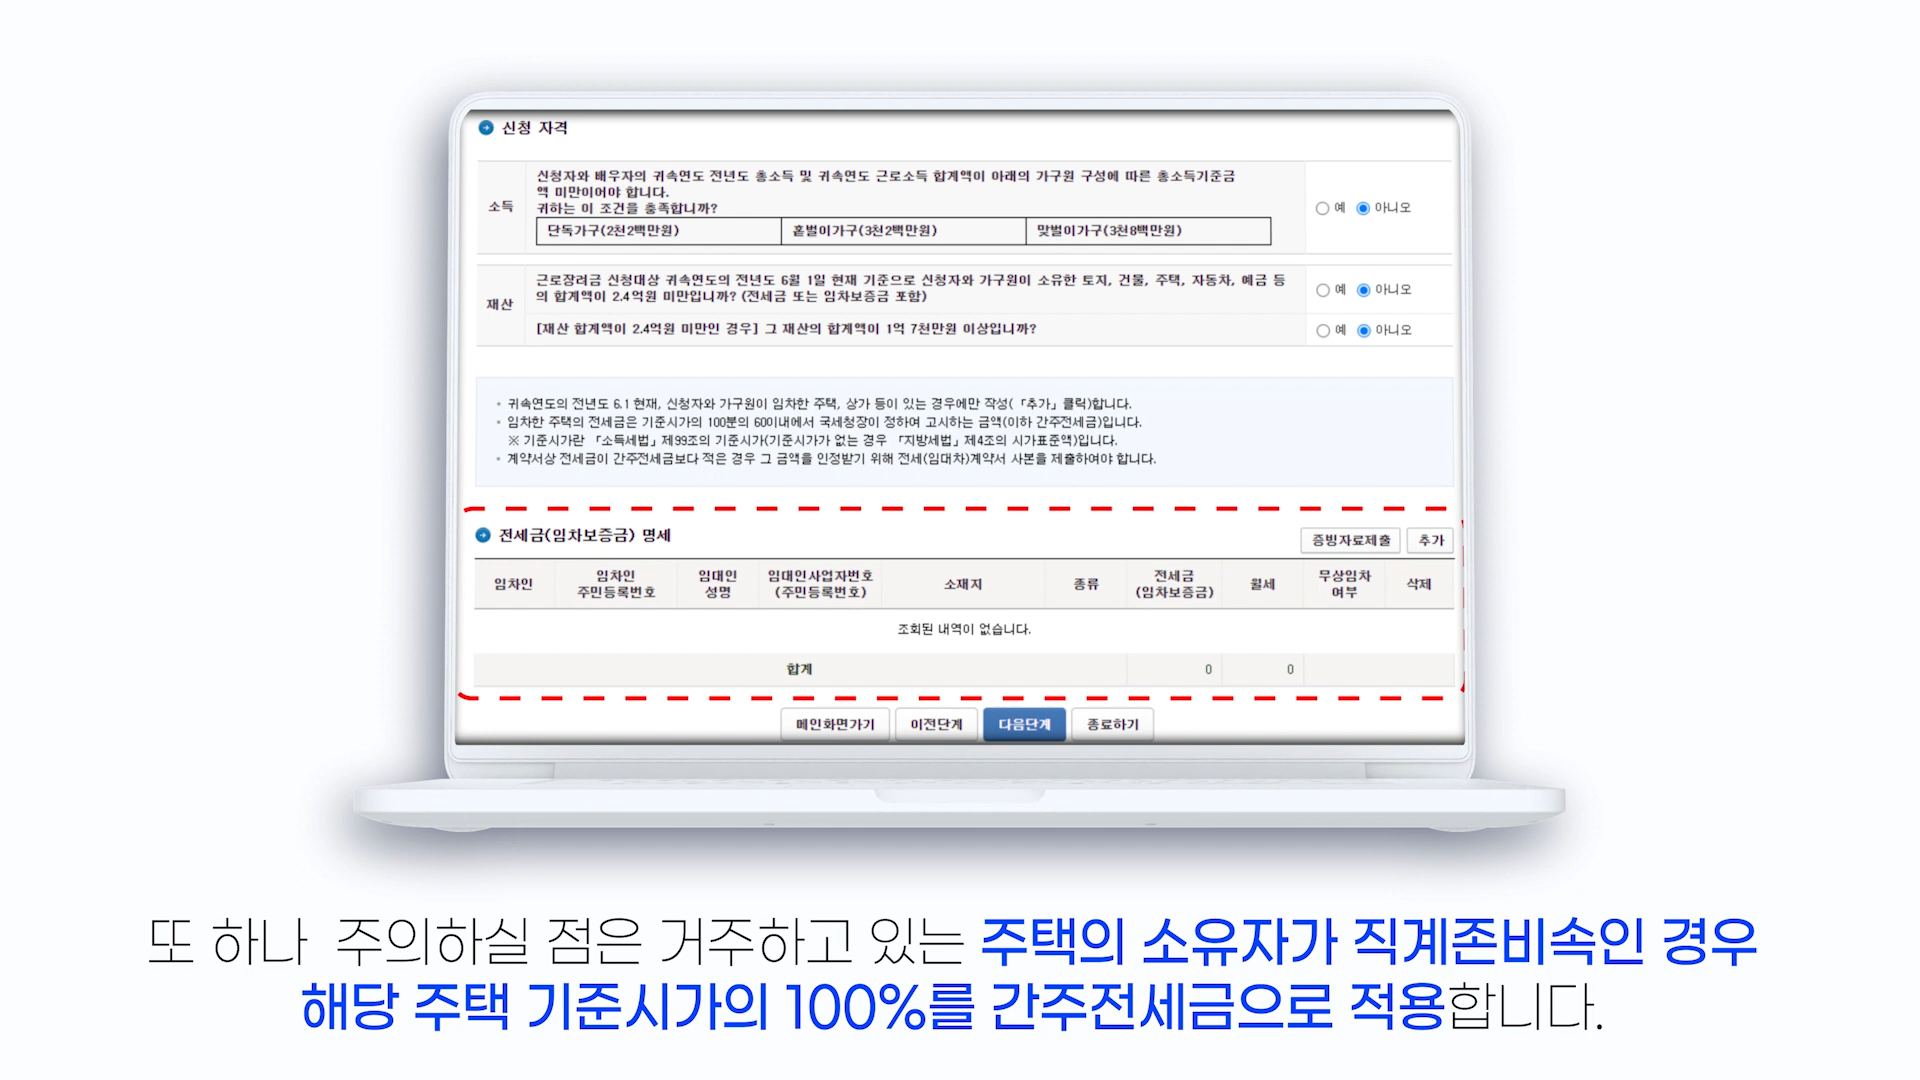 신청 자격
소득
신청자와 배우자의 귀속연도 전년도 총소득 및 귀속연도 근로소득 합계액이 아래의 가구원 구성에 따른 총소득기준금
액 미만이어야 합니다.
귀하는 이 조건을 충족합니까?
단독가구(2천2백만원) 홑벌이가구(3천2백만원) 맞벌이가구(3천8백만원)
예 아니오
재산
근로장려금 신청대상 귀속연도의 전년도 6월 1일 현재 기준으로 신청자와 가구원이 소유한 토지, 건물, 주택, 자동차, 예금 등
의 합계액이 2.4억원 미만입니까? (전세금 또는 임차보증금 포함)
예 아니오
[재산 합계액이 2.4억원 미만인 경우] 그 재산의 합계액이 1억 7천만원 이상입니까?
예 아니오
• 귀속연도의 전년도 6.1 현재, 신청자와 가구원이 임차한 주택, 상가 등이 있는 경우에만 작성(「추가」클릭)합니다.
• 임차한 주택의 전세금은 기준시가의 100분의 60이내에서 국세청장이 정하여 고시하는 금액(이하 간주전세금)입니다.
※ 기준시가란 「소득세법」제99조의 기준시가(기준시가가 없는 경우 「지방세법」제4조의 시가표준액)입니다.
• 계약서상 전세금이 간주전세금보다 적은 경우 그 금액을 인정받기 위해 전세(임대차)계약서 사본을 제출하여야 합니다.
전세금(임차보증금) 명세
증빙자료제출 추가
임차인 임차인 주민등록번호 임대인 성명 임대인사업자번호 (주민등록번호) 소재지 종류 전세금 (임차보증금) 월세 무상임차 여부 삭제
조회된 내역이 없습니다.
합계 0 0
메인화면가기 이전단계 다음단계 종료하기
또 하나 주의하실 점은 거주하고 있는 주택의 소유자가 직계존비속인 경우
해당 주택 기준시가의 100%를 간주전세금으로 적용합니다.